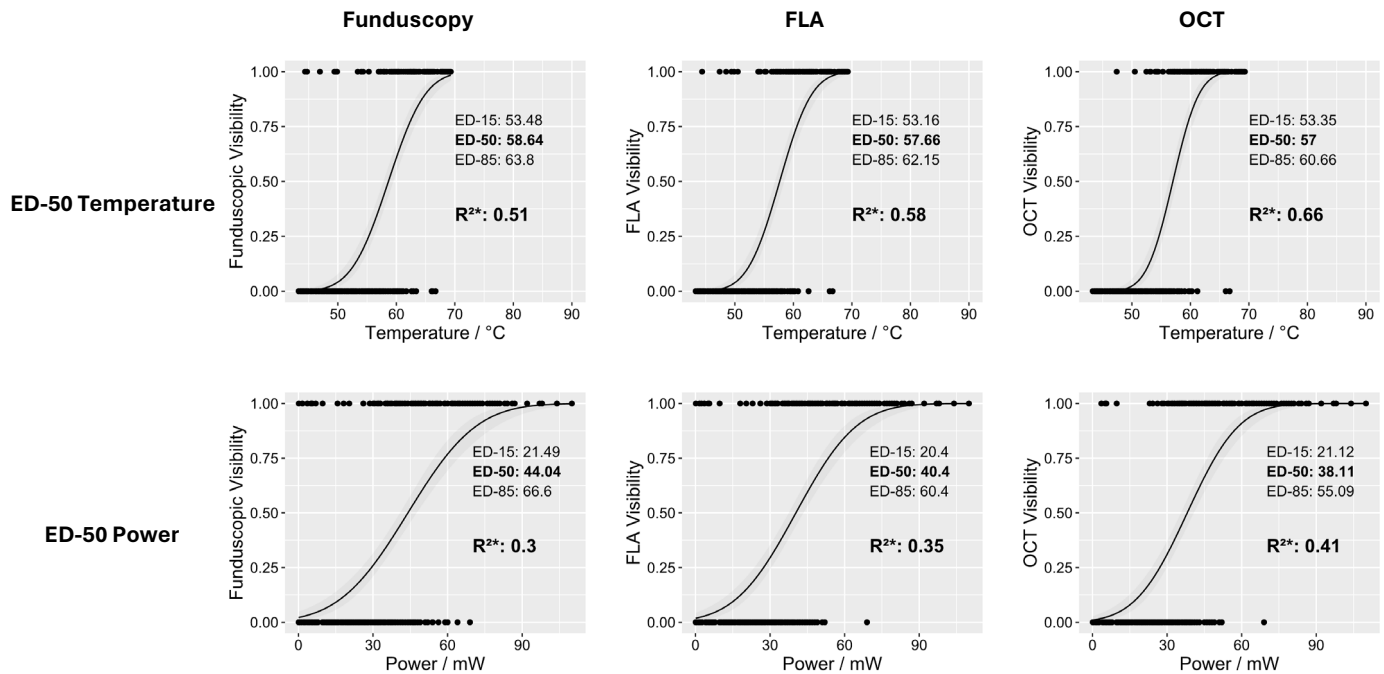 Funduscopy
FLA
OCT
ED-50 Temperature
Funduscopic Visibility
1.00
0.75
0.50
0.25
0.00
ED-15: 53.48
ED-50: 58.64
ED-85: 63.8
R²*: 0.51
50 60 70 80 90
Temperature / °C
FLA Visibility
1.00
0.75
0.50
0.25
0.00
ED-15: 53.16
ED-50: 57.66
ED-85: 62.15
R²*: 0.58
50 60 70 80 90
Temperature / °C
OCT Visibility
1.00
0.75
0.50
0.25
0.00
ED-15: 53.35
ED-50: 57
ED-85: 60.66
R²*: 0.66
50 60 70 80 90
Temperature / °C
ED-50 Power
Funduscopic Visibility
1.00
0.75
0.50
0.25
0.00
ED-15: 21.49
ED-50: 44.04
ED-85: 66.6
R²*: 0.3
0 30 60 90
Power / mW
FLA Visibility
1.00
0.75
0.50
0.25
0.00
ED-15: 20.4
ED-50: 40.4
ED-85: 60.4
R²*: 0.35
0 30 60 90
Power / mW
OCT Visibility
1.00
0.75
0.50
0.25
0.00
ED-15: 21.12
ED-50: 38.11
ED-85: 55.09
R²*: 0.41
0 30 60 90
Power / mW